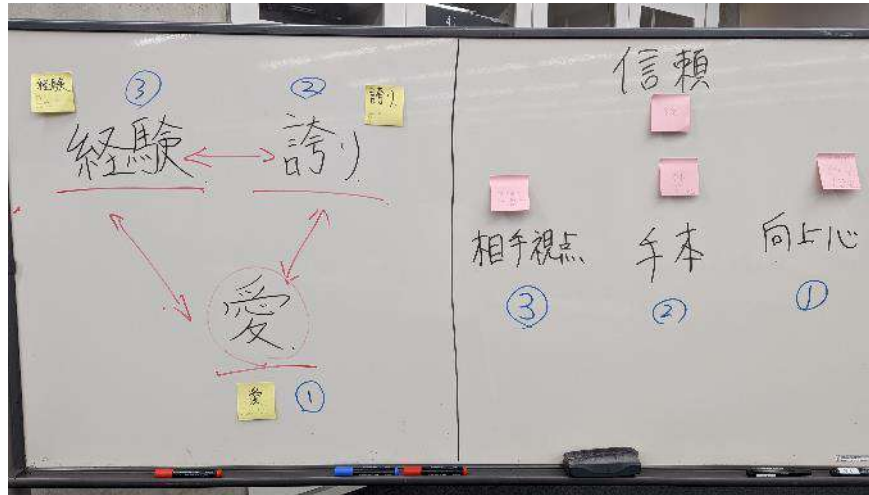 経験
③
②
誇り
経験
誇り
愛
愛
①
信頼
相手視点
手本
向上心
③
②
①